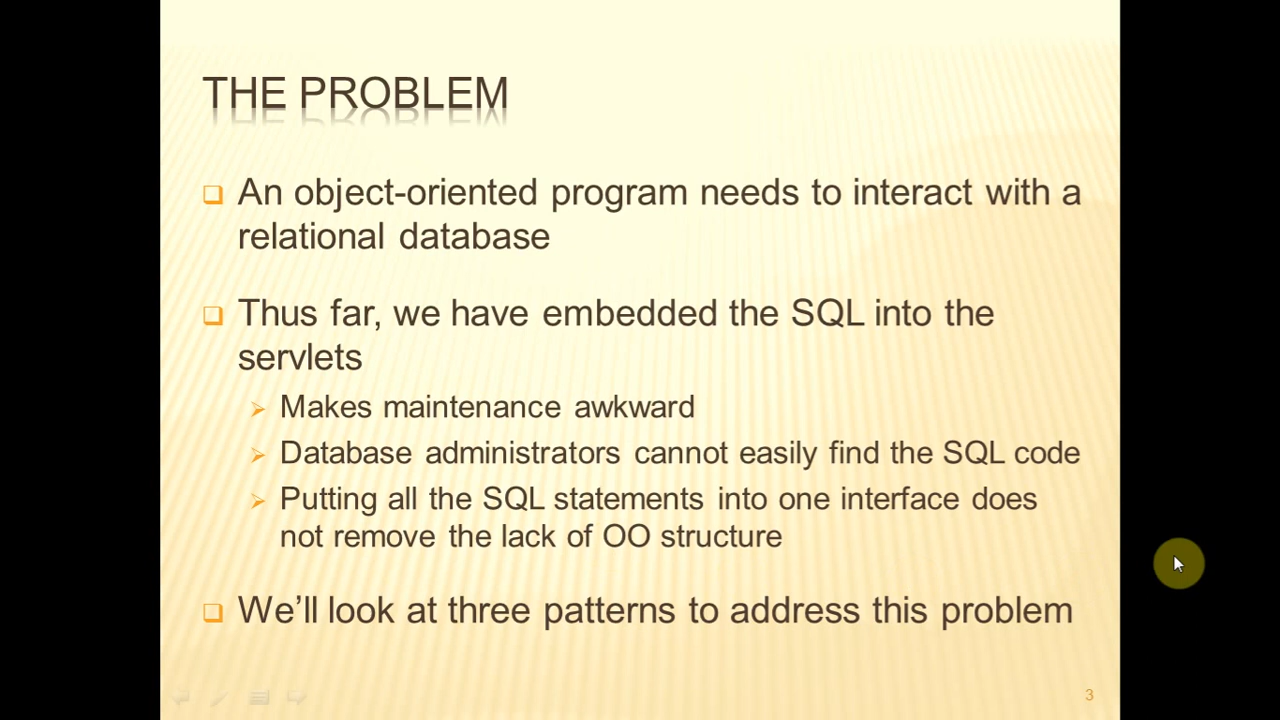 THE PROBLEM
An object-oriented program needs to interact with a
relational database
Thus far, we have embedded the SQL into the
servlets
Makes maintenance awkward
Database administrators cannot easily find the SQL code
Putting all the SQL statements into one interface does
not remove the lack of OO structure
We’ll look at three patterns to address this problem
3